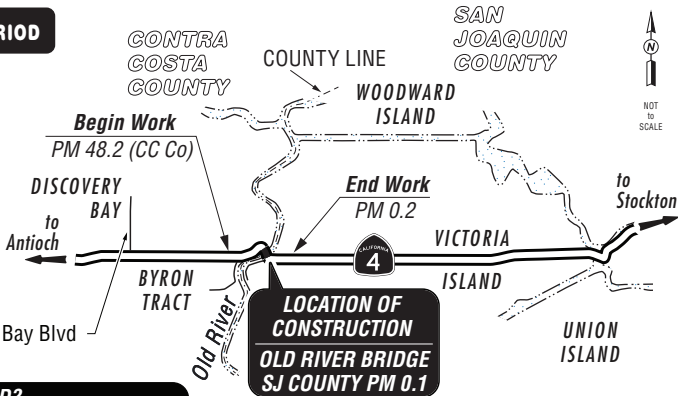 RIOD
CONTRA
COSTA
COUNTY
SAN
JOAQUIN
COUNTY
COUNTY LINE
WOODWARD
ISLAND
N
NOT
to
SCALE
Begin Work
PM 48.2 (CC Co)
DISCOVERY
BAY
End Work
PM 0.2
to
Stockton
to
Antioch
CALIFORNIA
4
VICTORIA
ISLAND
BYRON
TRACT
Bay Blvd
Old River
LOCATION OF
CONSTRUCTION
OLD RIVER BRIDGE
SJ COUNTY PM 0.1
UNION
ISLAND